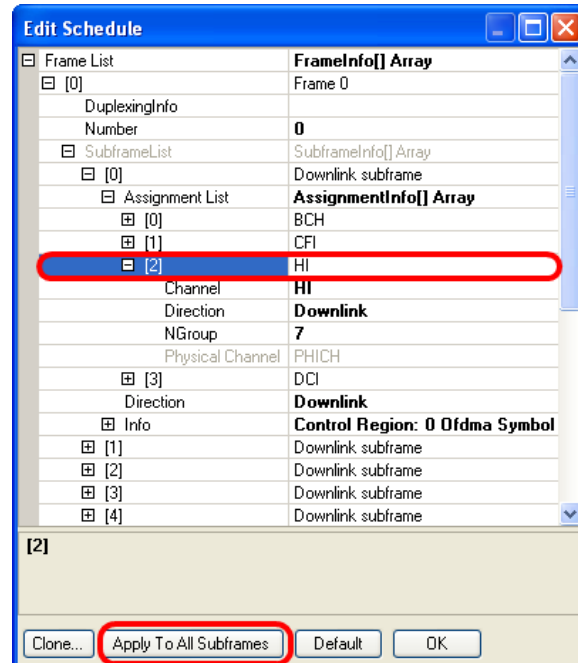 Edit Schedule
Frame List FrameInfo[] Array
[0] Frame 0
DuplexingInfo
Number 0
SubframeList SubframeInfo[] Array
[0] Downlink subframe
Assignment List AssignmentInfo[] Array
[0] BCH
[1] CFI
[2] HI
Channel HI
Direction Downlink
NGroup 7
Physical Channel PHICH
[3] DCI
Direction Downlink
Info Control Region: 0 Ofdma Symbol
[1] Downlink subframe
[2] Downlink subframe
[3] Downlink subframe
[4] Downlink subframe
[2]
Clone... Apply To All Subframes Default OK